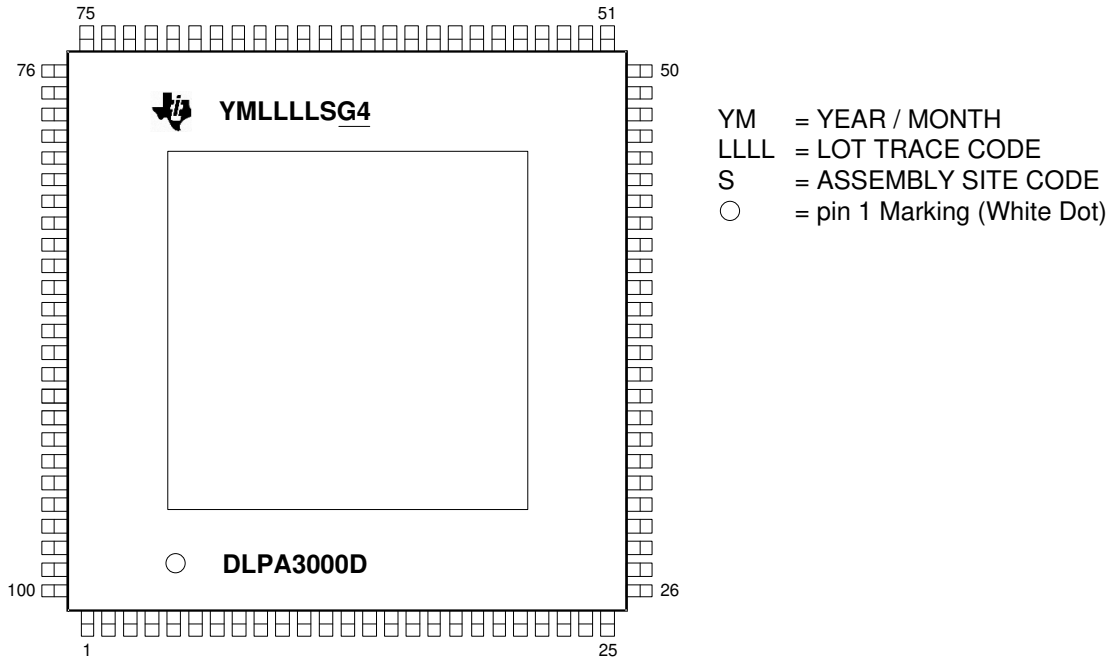 75 51
76 50
YMLLLLSG4
YM = YEAR / MONTH
LLLL = LOT TRACE CODE
S = ASSEMBLY SITE CODE
○ = pin 1 Marking (White Dot)
DLPA3000D
100 26
1 25